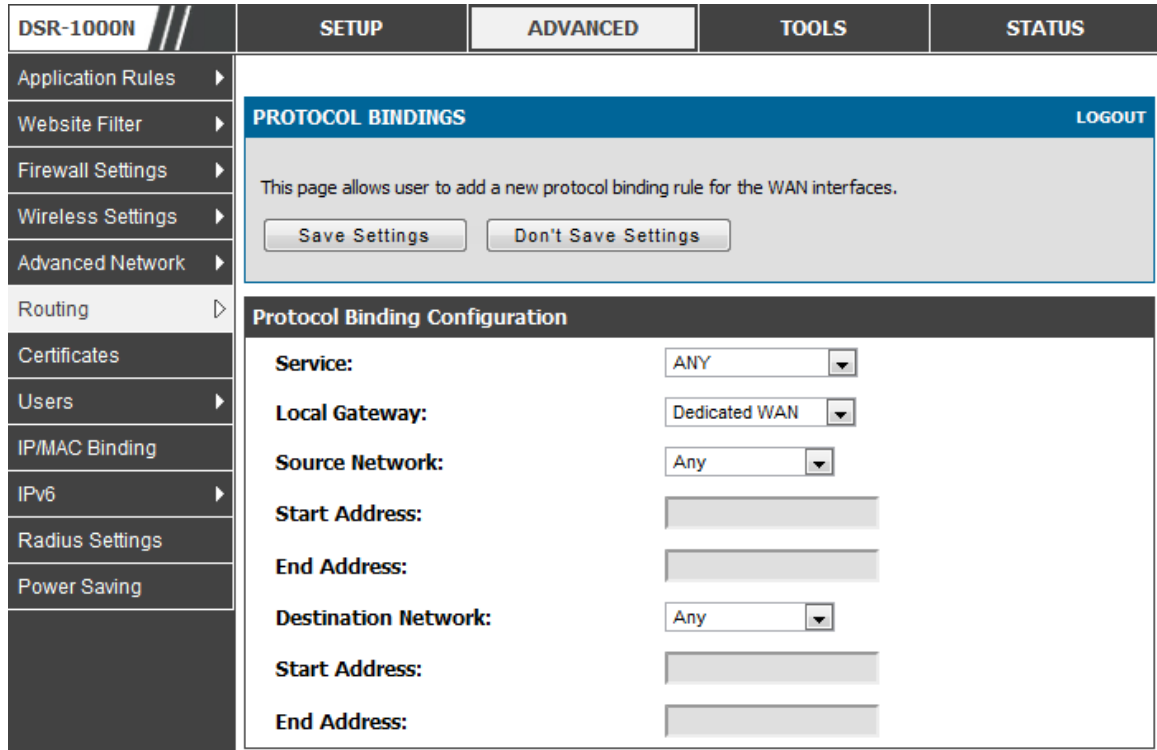 DSR-1000N
SETUP
ADVANCED
TOOLS
STATUS
Application Rules
Website Filter
Firewall Settings
Wireless Settings
Advanced Network
Routing
Certificates
Users
IP/MAC Binding
IPv6
Radius Settings
Power Saving
PROTOCOL BINDINGS
LOGOUT
This page allows user to add a new protocol binding rule for the WAN interfaces.
Save Settings
Don't Save Settings
Protocol Binding Configuration
Service:
ANY
Local Gateway:
Dedicated WAN
Source Network:
Any
Start Address:
End Address:
Destination Network:
Any
Start Address:
End Address: